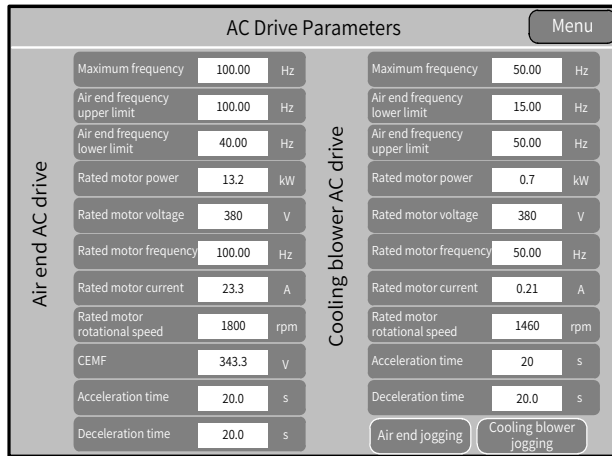 AC Drive Parameters
Menu
Air end AC drive
Maximum frequency 100.00 Hz
Air end frequency
upper limit 100.00 Hz
Air end frequency
lower limit 40.00 Hz
Rated motor power 13.2 kW
Rated motor voltage 380 V
Rated motor frequency 100.00 Hz
Rated motor current 23.3 A
Rated motor
rotational speed 1800 rpm
CEMF 343.3 V
Acceleration time 20.0 s
Deceleration time 20.0 s
Cooling blower AC drive
Maximum frequency 50.00 Hz
Air end frequency
lower limit 15.00 Hz
Air end frequency
upper limit 50.00 Hz
Rated motor power 0.7 kW
Rated motor voltage 380 V
Rated motor frequency 50.00 Hz
Rated motor current 0.21 A
Rated motor
rotational speed 1460 rpm
Acceleration time 20 s
Deceleration time 20.0 s
Air end jogging
Cooling blower
jogging